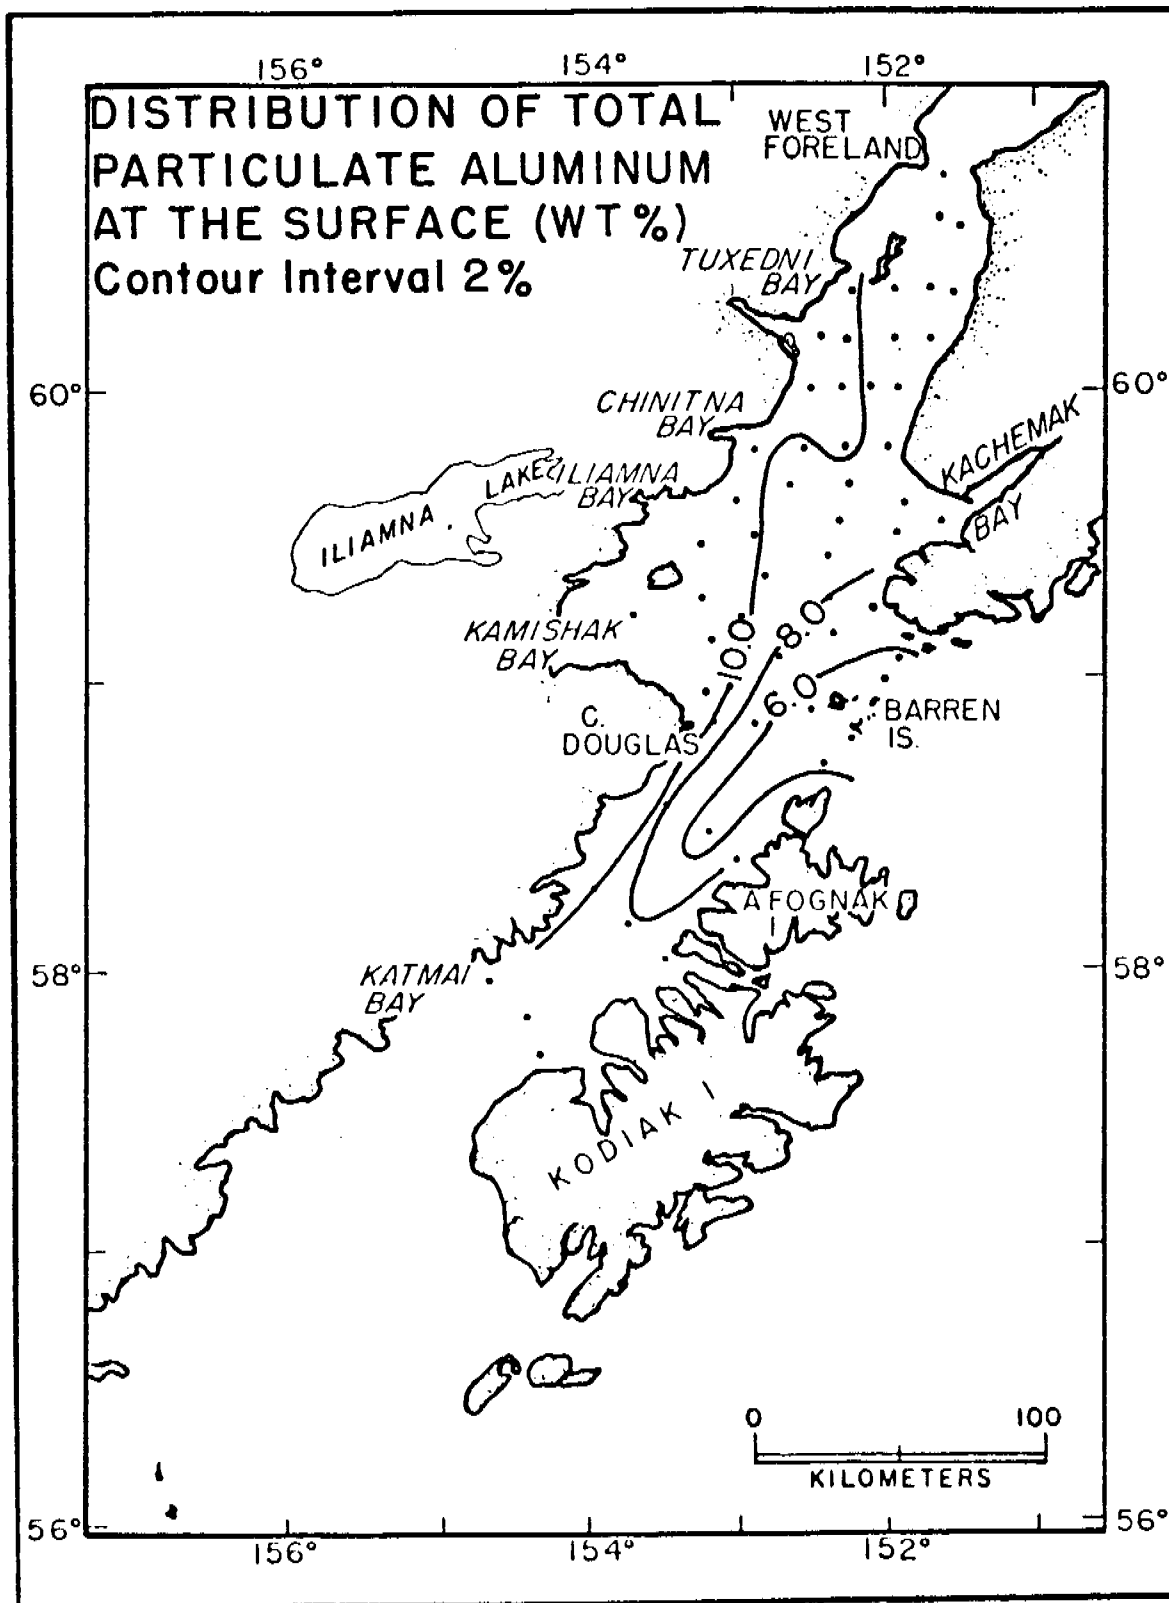 156° 154° 152°
DISTRIBUTION OF TOTAL
PARTICULATE ALUMINUM
AT THE SURFACE (WT %)
Contour Interval 2%
WEST
FORELAND
TUXEDNI
BAY
60° 60°
CHINITNA
BAY
KACHEMAK
BAY
LAKE
ILIAMNA
ILIAMNA
BAY
KAMISHAK
BAY
10.0
8.0
6.0
C.
DOUGLAS
BARREN
IS.
AFOGNAK
I
58° 58°
KATMAI
BAY
KODIAK I
0 100
KILOMETERS
56° 56°
156° 154° 152°